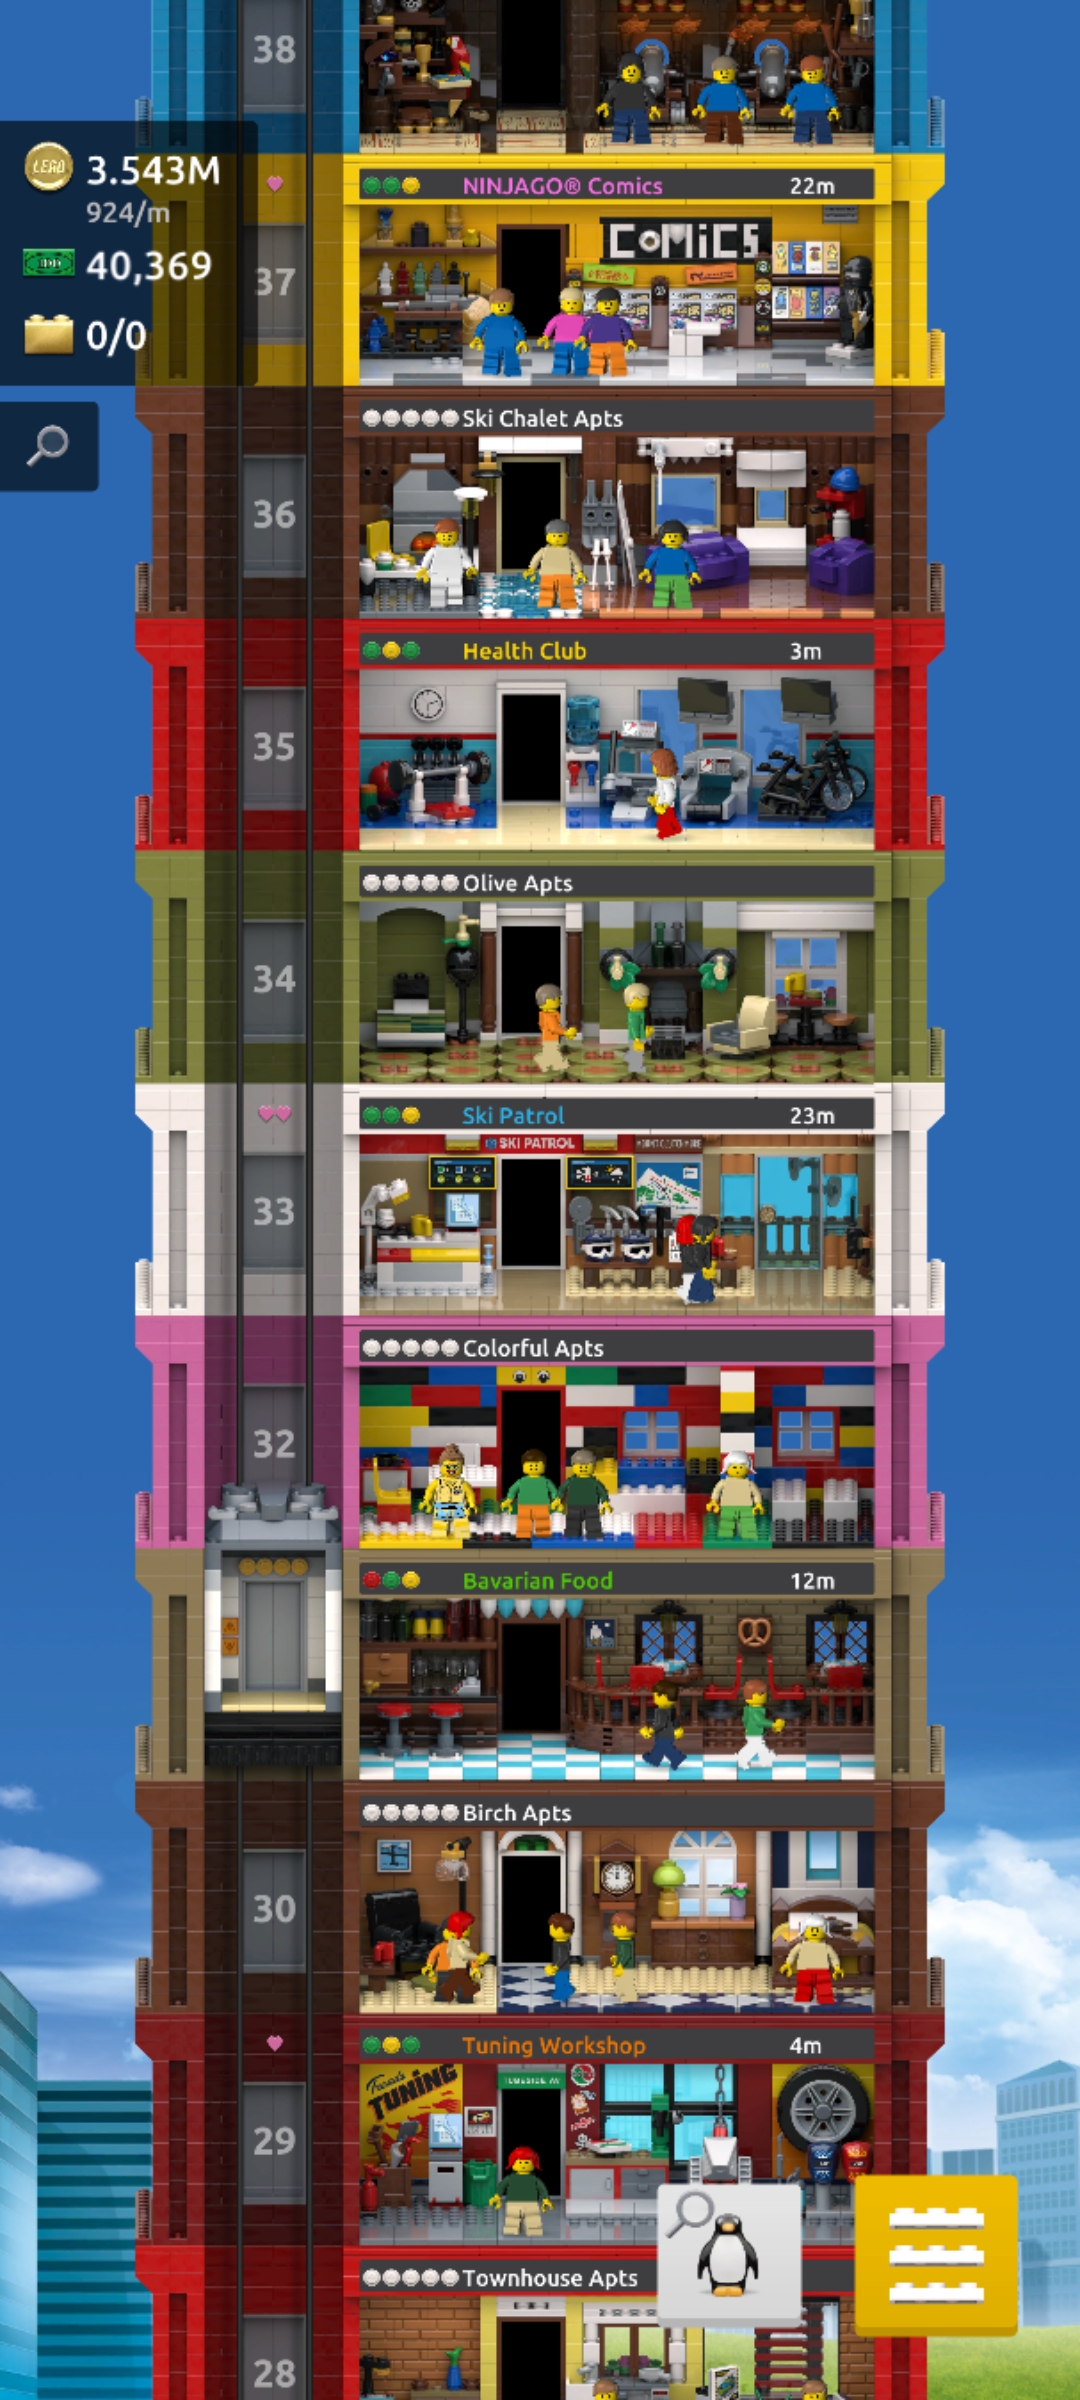 38
LEGO 3.543M
924/m
40,369
0/0
NINJAGO® Comics 22m
COMiCS
37
Ski Chalet Apts
36
Health Club 3m
35
Olive Apts
34
Ski Patrol 23m
SKI PATROL
33
Colorful Apts
32
Bavarian Food 12m
Birch Apts
30
Tuning Workshop 4m
TUNING
29
Townhouse Apts
28